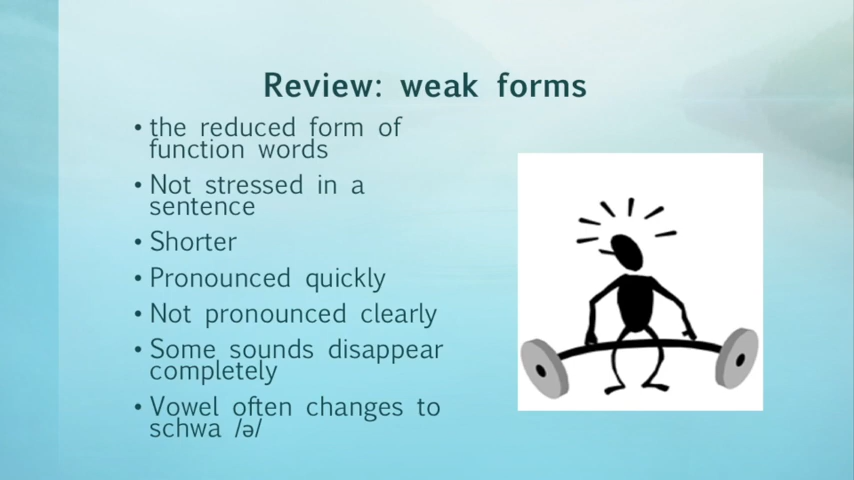 Review: weak forms
• the reduced form of
function words
• Not stressed in a
sentence
• Shorter
• Pronounced quickly
• Not pronounced clearly
• Some sounds disappear
completely
• Vowel often changes to
schwa /ə/